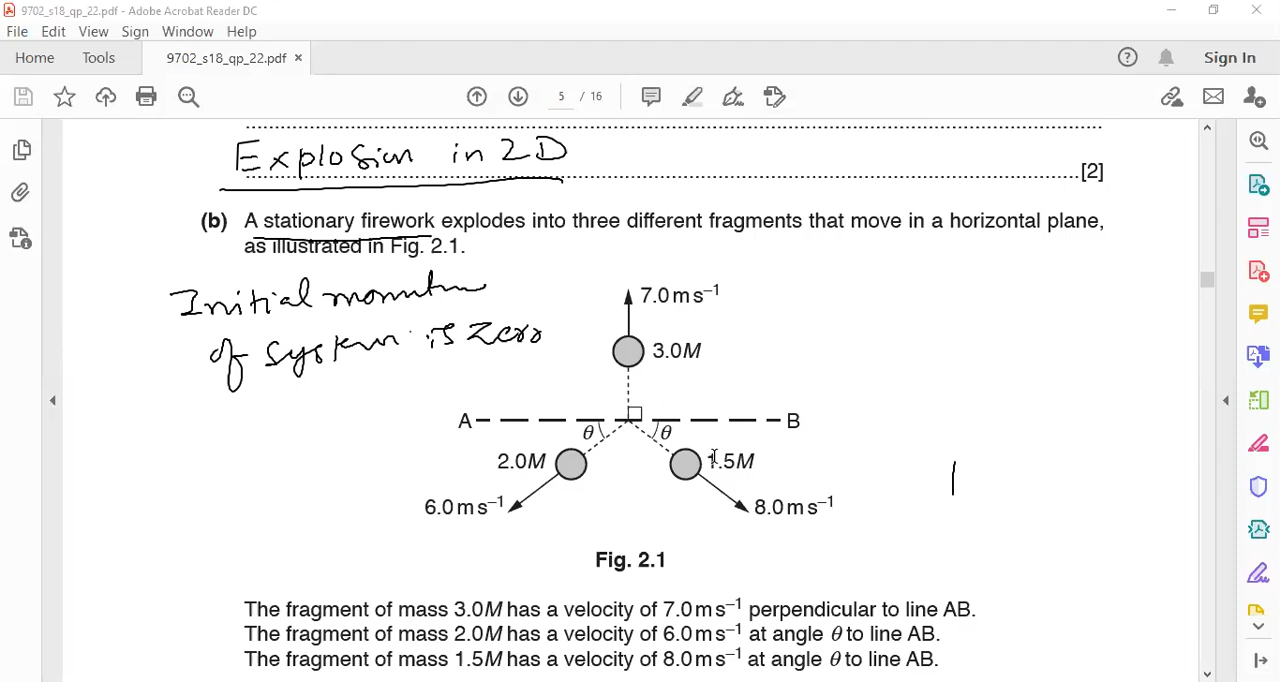 9702_s18_qp_22.pdf - Adobe Acrobat Reader DC
File Edit View Sign Window Help
Home Tools 9702_s18_qp_22.pdf × Sign In
5 / 16
Explosion in 2D
[2]
(b) A stationary firework explodes into three different fragments that move in a horizontal plane,
as illustrated in Fig. 2.1.
Initial momentum
of system is zero
7.0 m s⁻¹
3.0M
A B
θ θ
2.0M 1.5M
6.0 m s⁻¹ 8.0 m s⁻¹
Fig. 2.1
The fragment of mass 3.0M has a velocity of 7.0 m s⁻¹ perpendicular to line AB.
The fragment of mass 2.0M has a velocity of 6.0 m s⁻¹ at angle θ to line AB.
The fragment of mass 1.5M has a velocity of 8.0 m s⁻¹ at angle θ to line AB.